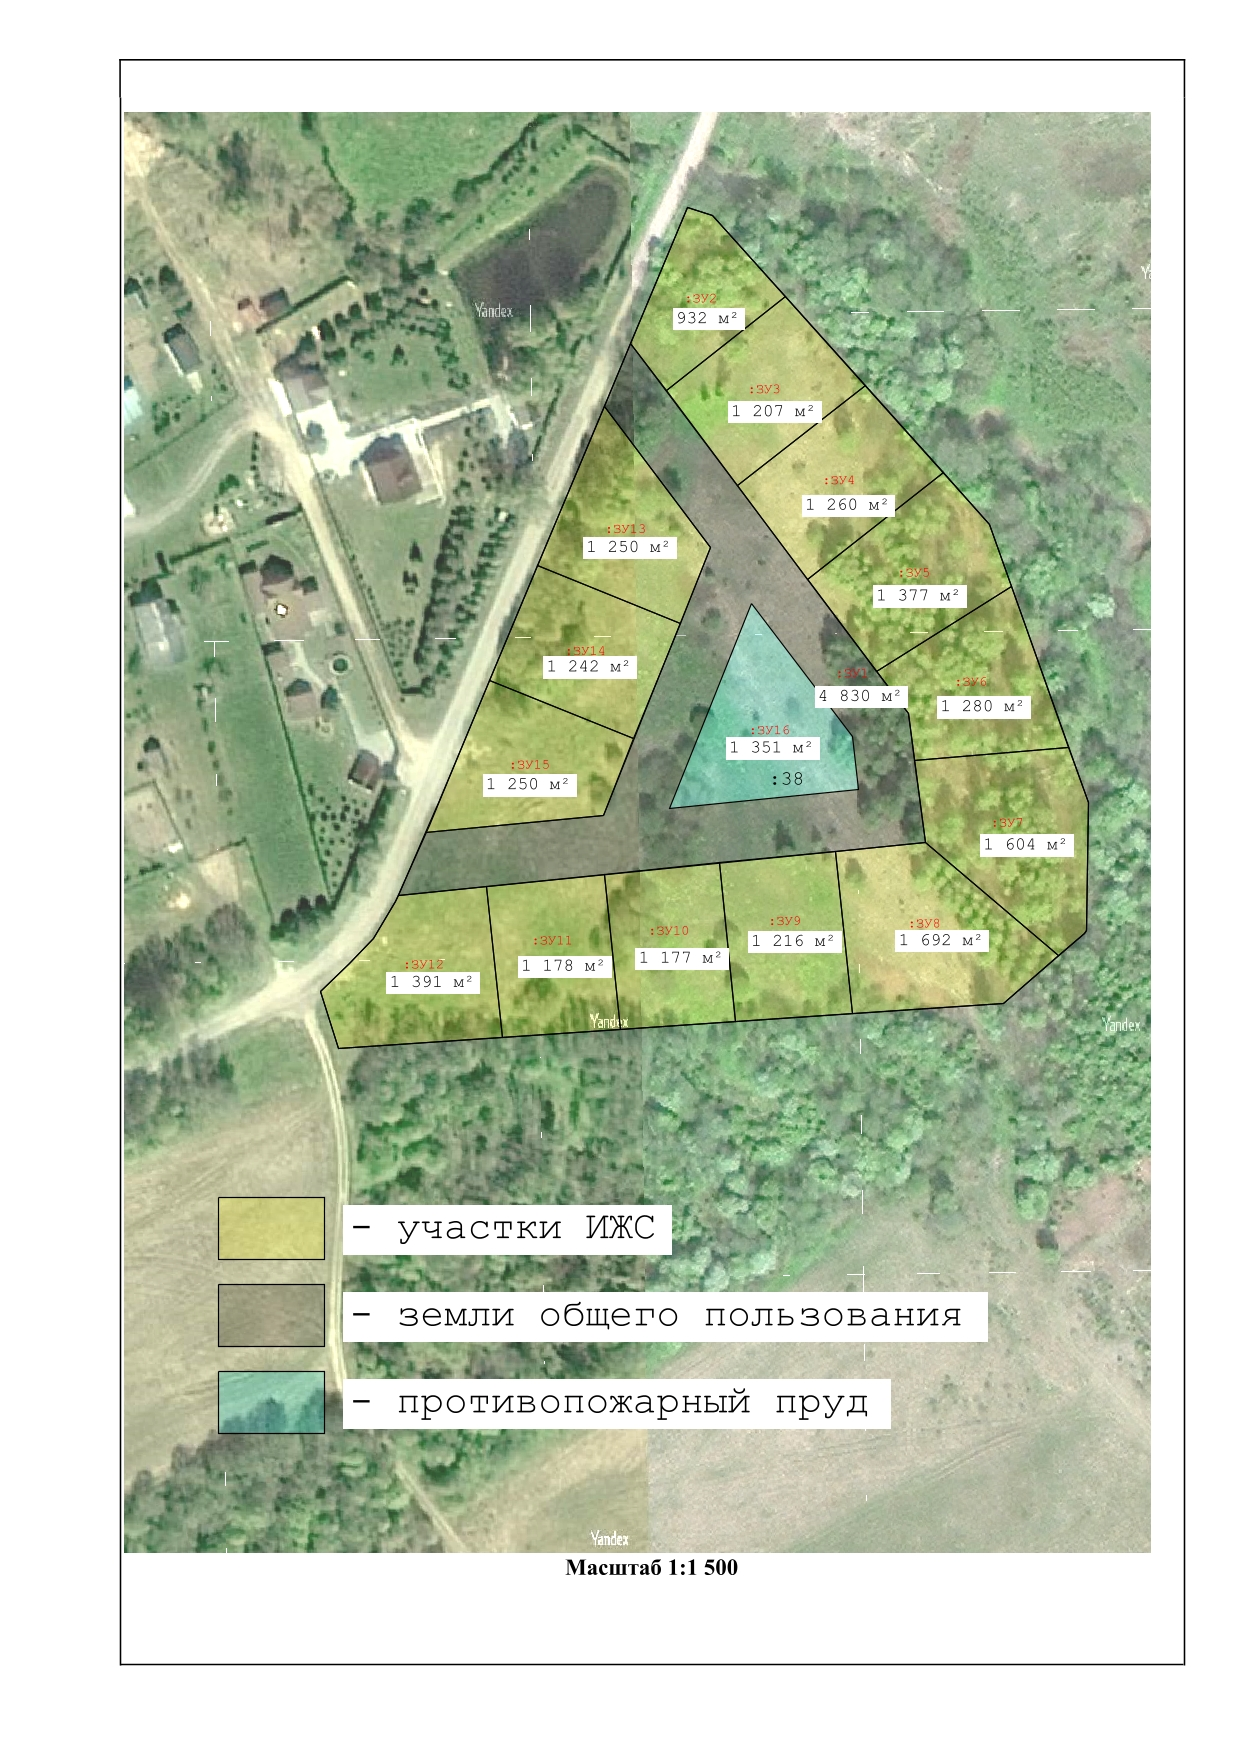 Yandex
:ЗУ2
932 м²
:ЗУ3
1 207 м²
:ЗУ4
1 260 м²
:ЗУ13
1 250 м²
:ЗУ5
1 377 м²
:ЗУ14
1 242 м²
:ЗУ1
4 830 м²
:ЗУ6
1 280 м²
:ЗУ16
1 351 м²
:38
:ЗУ15
1 250 м²
:ЗУ7
1 604 м²
:ЗУ12
1 391 м²
:ЗУ11
1 178 м²
:ЗУ10
1 177 м²
:ЗУ9
1 216 м²
:ЗУ8
1 692 м²
Yandex
Yandex
- участки ИЖС
- земли общего пользования
- противопожарный пруд
Yandex
Масштаб 1:1 500